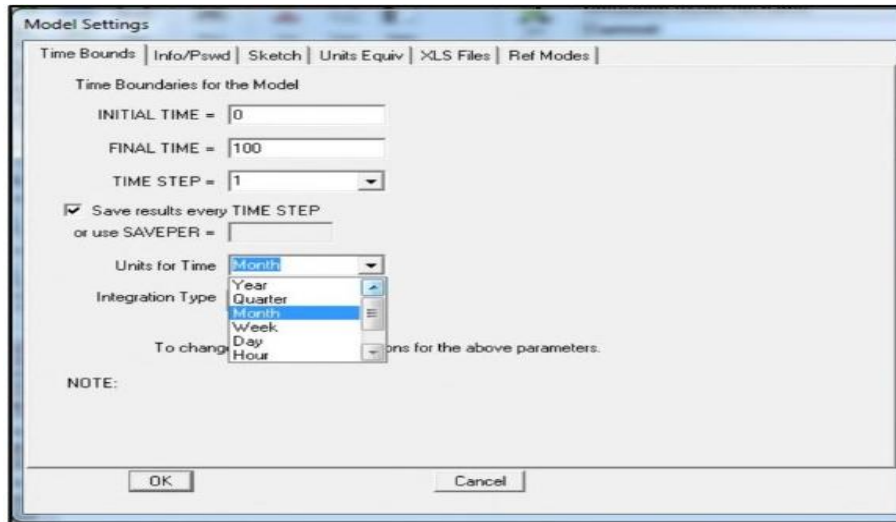 Model Settings
Time Bounds Info/Pswd Sketch Units Equiv XLS Files Ref Modes
Time Boundaries for the Model
INITIAL TIME = 0
FINAL TIME = 100
TIME STEP = 1
Save results every TIME STEP
or use SAVEPER =
Units for Time Month
Year
Integration Type Quarter
Month
Week
Day
To chang ons for the above parameters.
Hour
NOTE:
OK Cancel